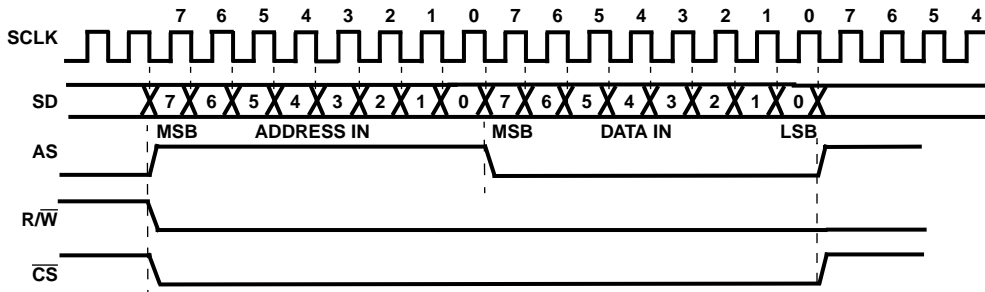 7 6 5 4 3 2 1 0 7 6 5 4 3 2 1 0 7 6 5 4
SCLK
SD 7 6 5 4 3 2 1 0 7 6 5 4 3 2 1 0
MSB ADDRESS IN MSB DATA IN LSB
AS
R/W̅
C̅S̅